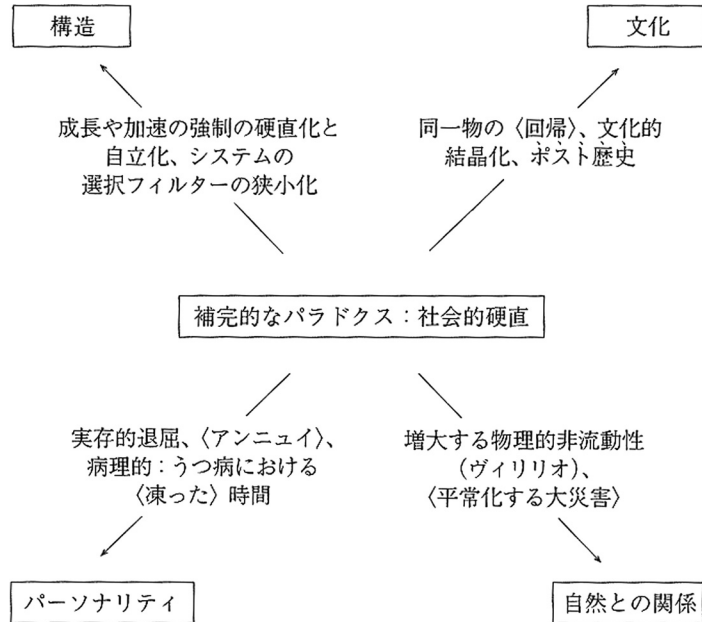 構造
文化
成長や加速の強制の硬直化と
自立化、システムの
選択フィルターの狭小化
同一物の〈回帰〉、文化的
結晶化、ポスト歴史
補完的なパラドクス：社会的硬直
実存的退屈、〈アンニュイ〉、
病理的：うつ病における
〈凍った〉時間
増大する物理的非流動性
（ヴィリリオ）、
〈平常化する大災害〉
パーソナリティ
自然との関係